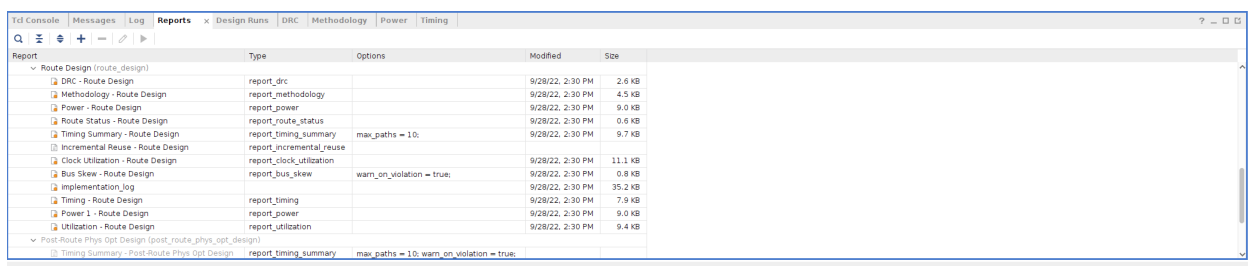 Tcl Console Messages Log Reports × Design Runs DRC Methodology Power Timing ? _
Report Type Options Modified Size
Route Design (route_design)
DRC - Route Design report_drc 9/28/22, 2:30 PM 2.6 KB
Methodology - Route Design report_methodology 9/28/22, 2:30 PM 4.5 KB
Power - Route Design report_power 9/28/22, 2:30 PM 9.0 KB
Route Status - Route Design report_route_status 9/28/22, 2:30 PM 0.6 KB
Timing Summary - Route Design report_timing_summary max_paths = 10; 9/28/22, 2:30 PM 9.7 KB
Incremental Reuse - Route Design report_incremental_reuse
Clock Utilization - Route Design report_clock_utilization 9/28/22, 2:30 PM 11.1 KB
Bus Skew - Route Design report_bus_skew warn_on_violation = true; 9/28/22, 2:30 PM 0.8 KB
implementation_log 9/28/22, 2:30 PM 35.2 KB
Timing - Route Design report_timing 9/28/22, 2:30 PM 7.9 KB
Power 1 - Route Design report_power 9/28/22, 2:30 PM 9.0 KB
Utilization - Route Design report_utilization 9/28/22, 2:30 PM 9.4 KB
Post-Route Phys Opt Design (post_route_phys_opt_design)
Timing Summary - Post-Route Phys Opt Design report_timing_summary max_paths = 10; warn_on_violation = true;